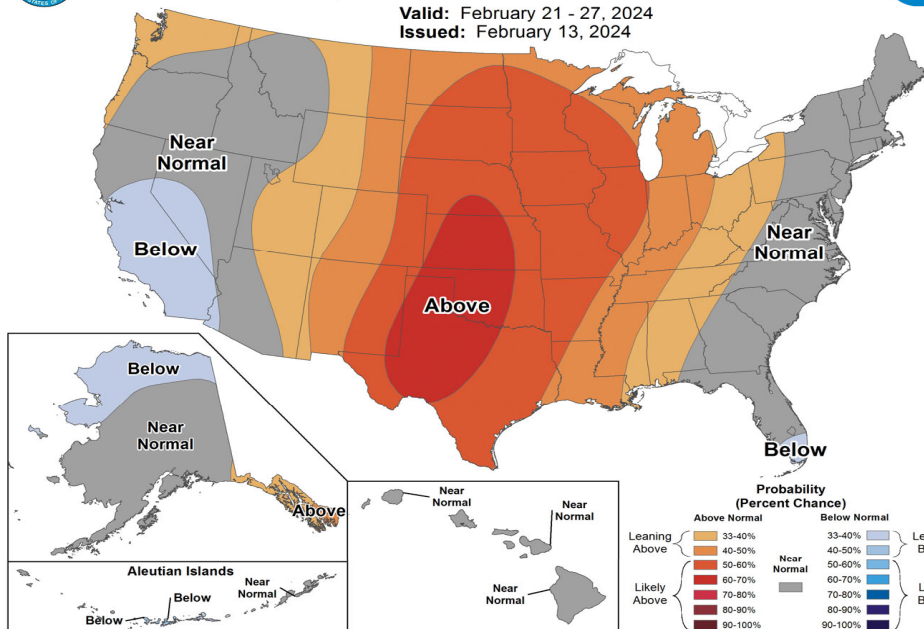 STATES OF
Valid: February 21 - 27, 2024
Issued: February 13, 2024
Near
Normal
Below
Above
Near
Normal
Below
Below
Near
Normal
Above
Aleutian Islands
Near
Normal
Below
Below
Near
Normal
Near
Normal
Near
Normal
Probability
(Percent Chance)
Above Normal
Below Normal
Leaning
Above
33-40%
40-50%
50-60%
60-70%
70-80%
80-90%
90-100%
Likely
Above
Near
Normal
33-40%
40-50%
50-60%
60-70%
70-80%
80-90%
90-100%